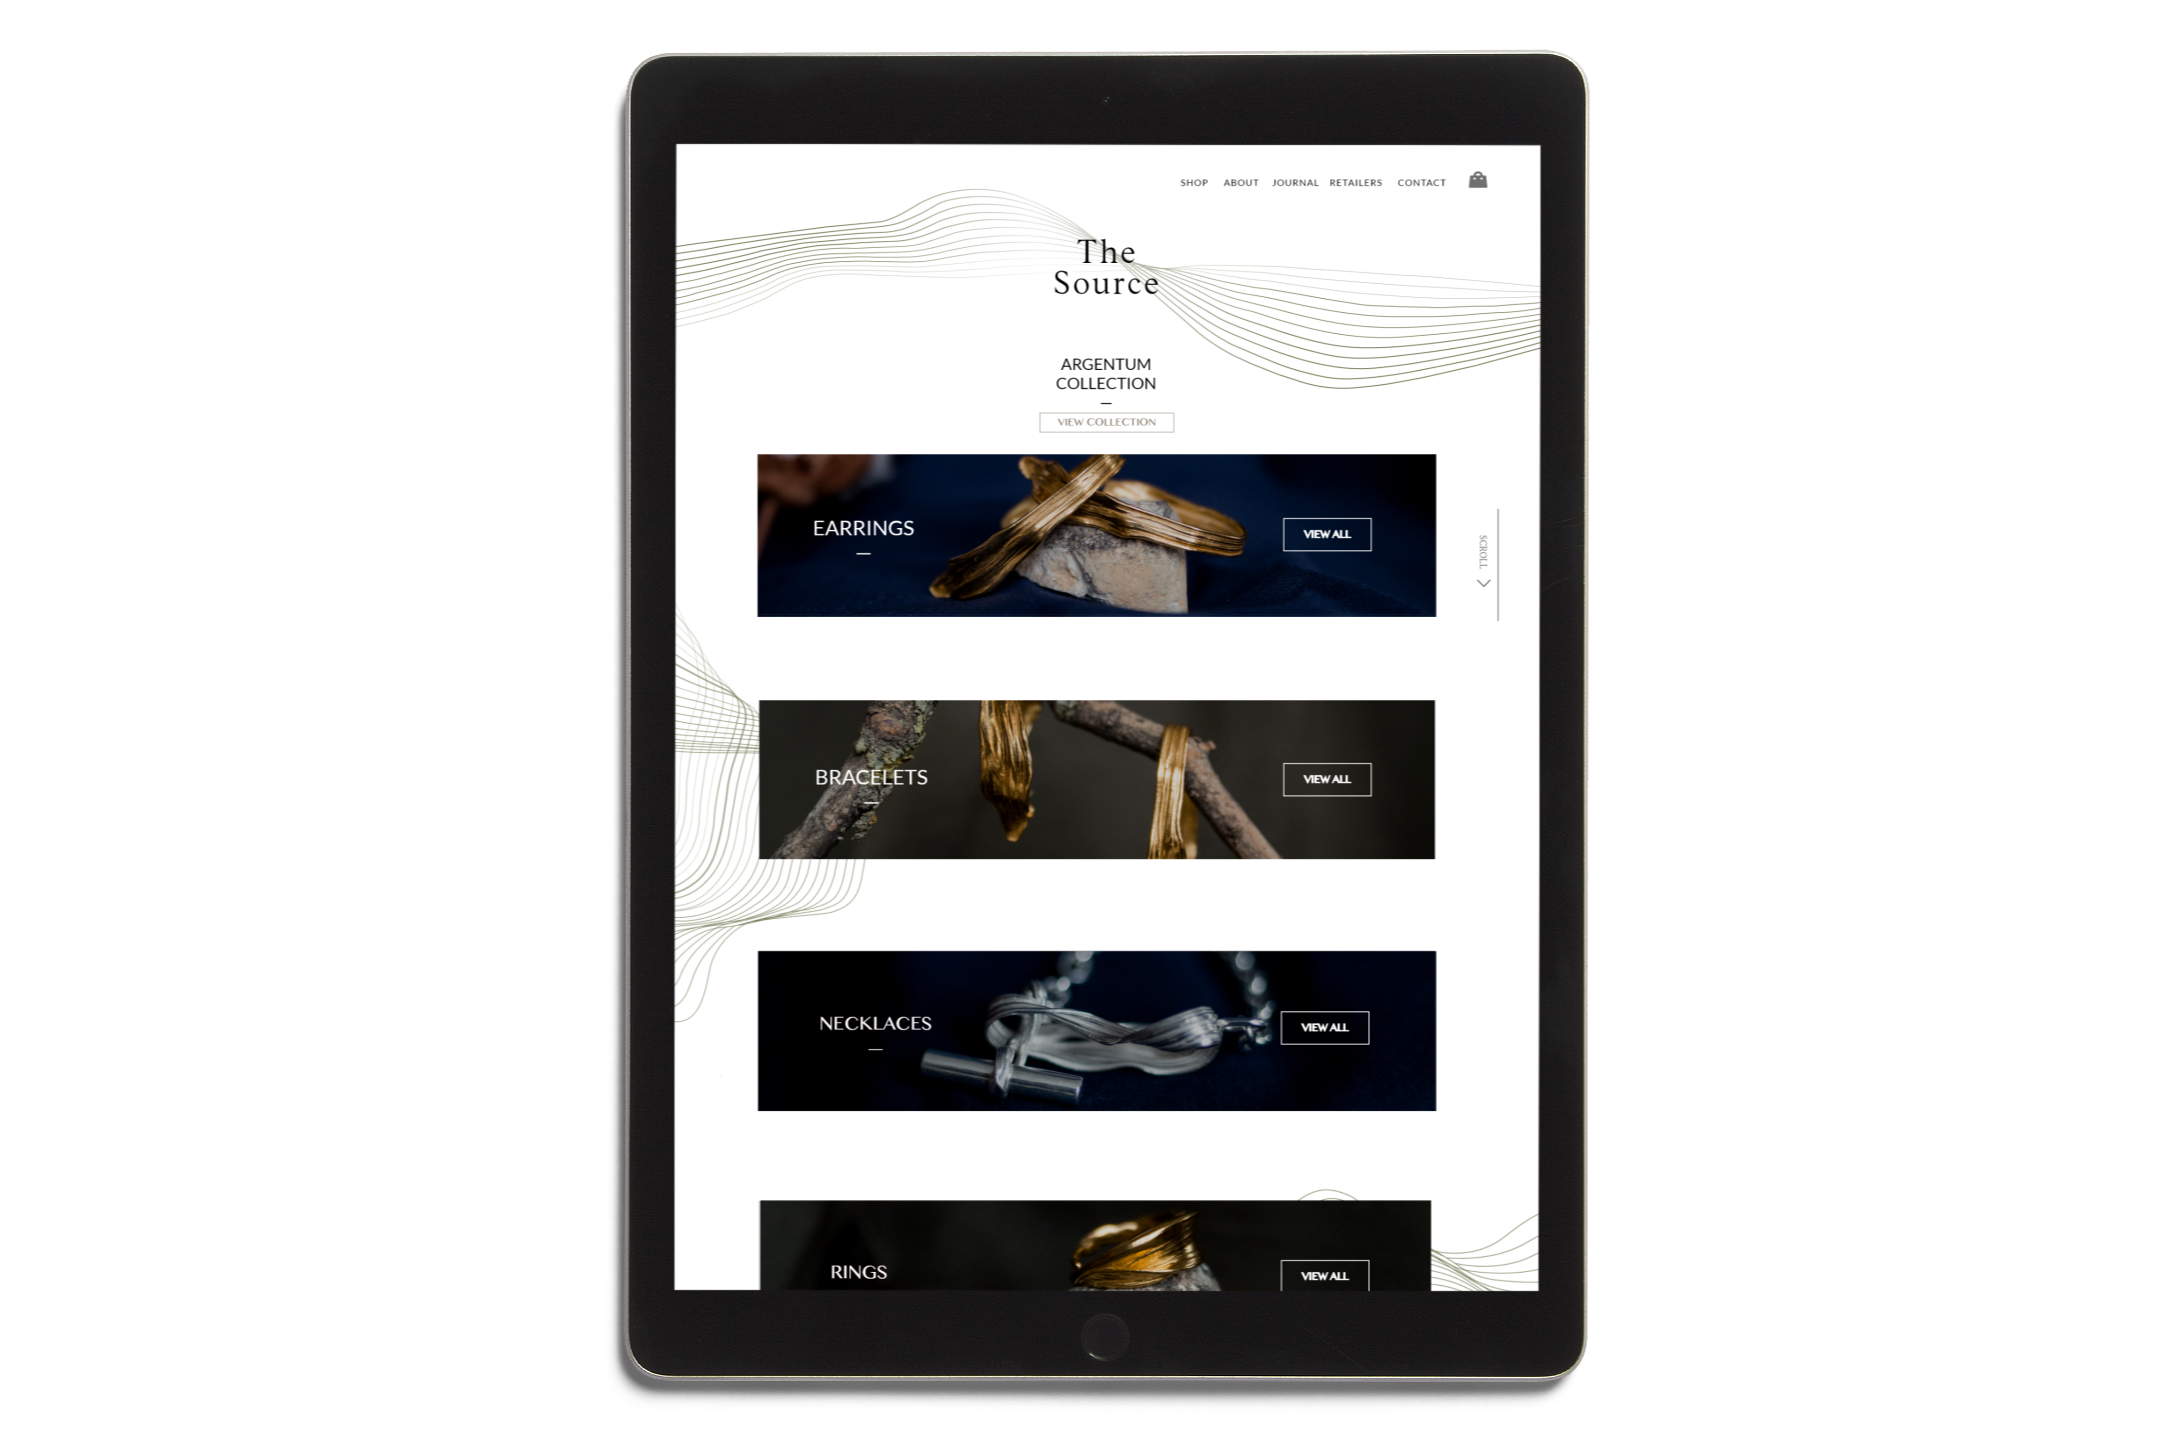 SHOP ABOUT JOURNAL RETAILERS CONTACT
The
Source
ARGENTUM
COLLECTION
VIEW COLLECTION
EARRINGS
VIEW ALL
SCROLL
BRACELETS
VIEW ALL
NECKLACES
VIEW ALL
RINGS
VIEW ALL